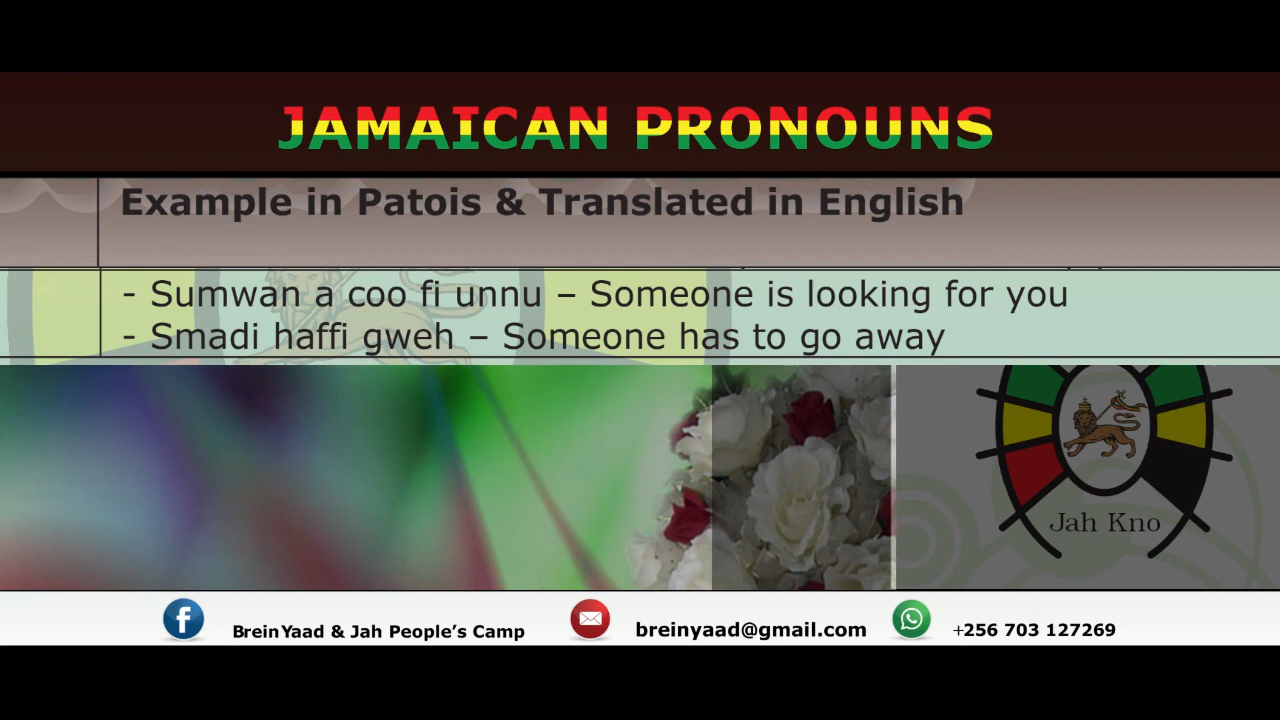 JAMAICAN PRONOUNS
Example in Patois & Translated in English
- Sumwan a coo fi unnu – Someone is looking for you
- Smadi haffi gweh – Someone has to go away
Jah Kno
BreinYaad & Jah People’s Camp
breinyaad@gmail.com
+256 703 127269